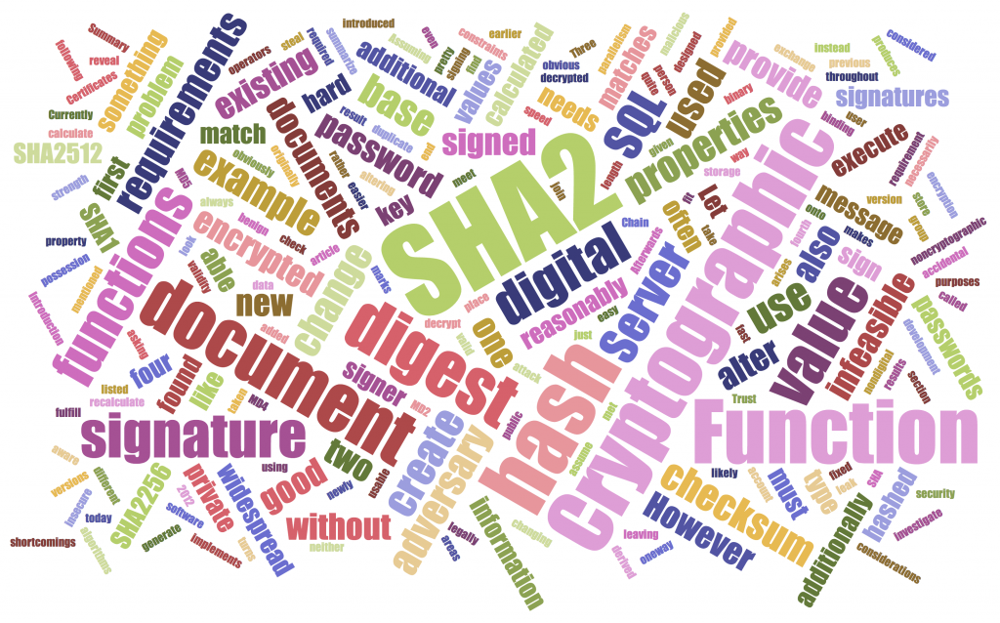 introduced
Summary
following
reveal
Certificates
something
problem
requirements
operators
steal
required
summarize
existing
Assuming
even
pretty
signing
find
constraints
earlier
additional
values
calculated
obvious
decrypted
Three
parallelism
matches
malicious
designed
person
quite
provided
exchange
provide
instead
previous
produces
considered
throughout
signatures
Currently
calculate
SHA2512
strength
first
match
hard
base
documents
result
duplicate
password
signed
needs
speed
SQL
used
binary
properties
user
binding
execute
requirement
necessarily
encryption
MD5
obviously
originally
example
rather
easier
altering
end
key
meet
SHA2
join
length
given
way
storage
fit
Let
take
often
message
version
onto
store
group
noncryptographic
SHA1
property
possession
mentioned
introduction
functions
always
look
benign
encrypted
check
article
validity
able
data
new
added
change
marks
Chain
digital
Afterwards
server
cryptographic
arises
fourth
also
makes
sign
accidental
purposes
called
asking
document
decrypt
place
valid
digest
one
reasonably
easy
just
attack
hash
fast
use
alter
value
infeasible
passwords
development
nondigital
results
section
four
found
like
taken
listed
recalculate
fulfill
signer
MD4
MD2
public
met
assume
Trust
Function
signature
aware
versions
insecure
different
today
algorithms
shortcomings
SHA2256
generate
software
2012
private
implements
turns
widespread
using
good
two
newly
usable
without
neither
create
adversary
areas
legally
information
changing
derived
leaving
oneway
However
checksum
likely
account
must
type
leak
fixed
SHA
hashed
security
investigate
additionally
considerations